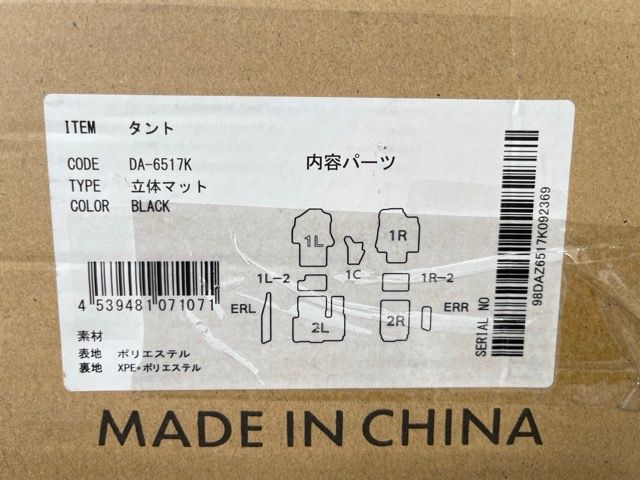 ITEM タント
CODE DA-6517K
TYPE 立体マット
COLOR BLACK
内容パーツ
1L
1C
1R
1L-2
1R-2
ERL
2L
2R
ERR
4 539481 071071
素材
表地 ポリエステル
裏地 XPE+ポリエステル
SERIAL NO
98DAZ6517K092369
MADE IN CHINA